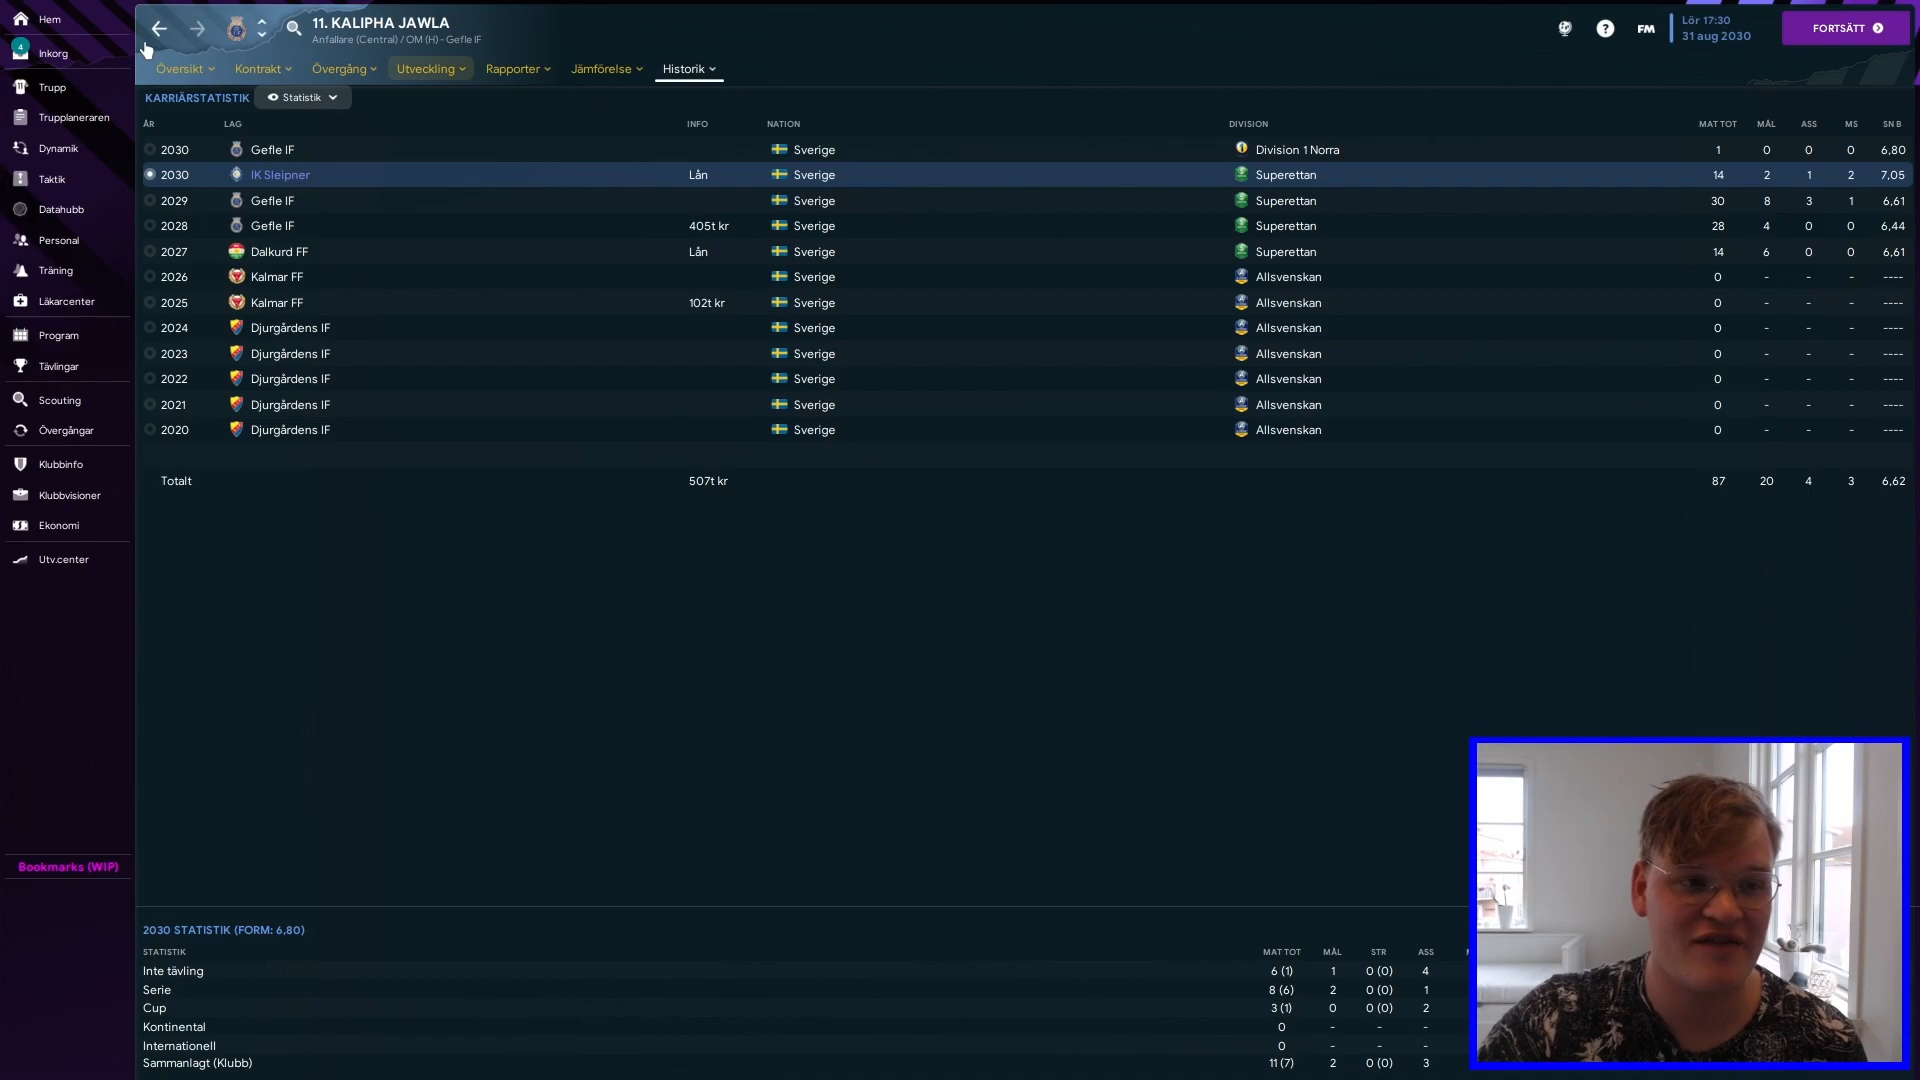 Hem
4
Inkorg
Trupp
Trupplaneraren
Dynamik
Taktik
Datahubb
Personal
Träning
Läkarcenter
Program
Tävlingar
Scouting
Övergångar
Klubbinfo
Klubbvisioner
Ekonomi
Utv.center
Bookmarks (WIP)
11. KALIPHA JAWLA
Anfallare (Central) / OM (H) - Gefle IF
? FM
Lör 17:30
31 aug 2030
FORTSÄTT
Översikt Kontrakt Övergång Utveckling Rapporter Jämförelse Historik
KARRIÄRSTATISTIK Statistik
ÅR LAG INFO NATION DIVISION MAT TOT MÅL ASS MS SN B
2030 Gefle IF Sverige Division 1 Norra 1 0 0 0 6,80
2030 IK Sleipner Lån Sverige Superettan 14 2 1 2 7,05
2029 Gefle IF Sverige Superettan 30 8 3 1 6,61
2028 Gefle IF 405t kr Sverige Superettan 28 4 0 0 6,44
2027 Dalkurd FF Lån Sverige Superettan 14 6 0 0 6,61
2026 Kalmar FF Sverige Allsvenskan 0 - - - ----
2025 Kalmar FF 102t kr Sverige Allsvenskan 0 - - - ----
2024 Djurgårdens IF Sverige Allsvenskan 0 - - - ----
2023 Djurgårdens IF Sverige Allsvenskan 0 - - - ----
2022 Djurgårdens IF Sverige Allsvenskan 0 - - - ----
2021 Djurgårdens IF Sverige Allsvenskan 0 - - - ----
2020 Djurgårdens IF Sverige Allsvenskan 0 - - - ----
Totalt 507t kr 87 20 4 3 6,62
2030 STATISTIK (FORM: 6,80)
STATISTIK MAT TOT MÅL STR ASS
Inte tävling 6 (1) 1 0 (0) 4
Serie 8 (6) 2 0 (0) 1
Cup 3 (1) 0 0 (0) 2
Kontinental 0 - - -
Internationell 0 - - -
Sammanlagt (Klubb) 11 (7) 2 0 (0) 3